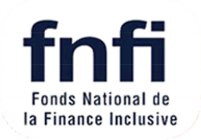 fnfi
Fonds National de
la Finance Inclusive